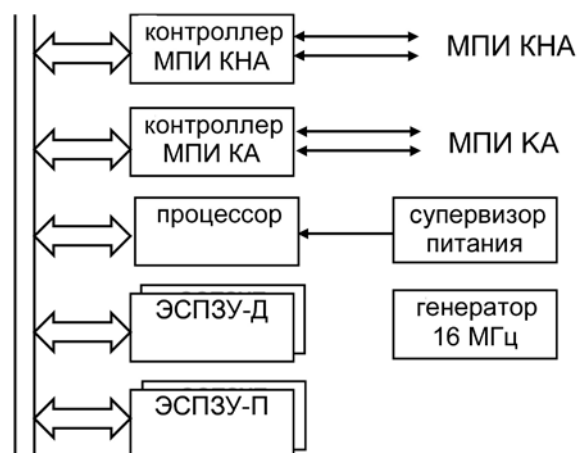 контроллер
МПИ КНА
МПИ КНА
контроллер
МПИ КА
МПИ КА
процессор
супервизор
питания
ЭСПЗУ-Д
генератор
16 МГц
ЭСПЗУ-П